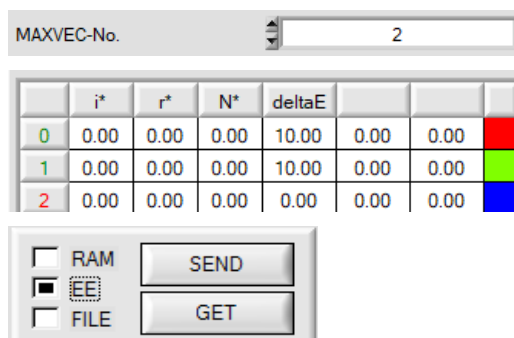 MAXVEC-No. 2
i* r* N* deltaE
0 0.00 0.00 0.00 10.00 0.00 0.00
1 0.00 0.00 0.00 10.00 0.00 0.00
2 0.00 0.00 0.00 0.00 0.00 0.00
RAM SEND
EE
FILE GET